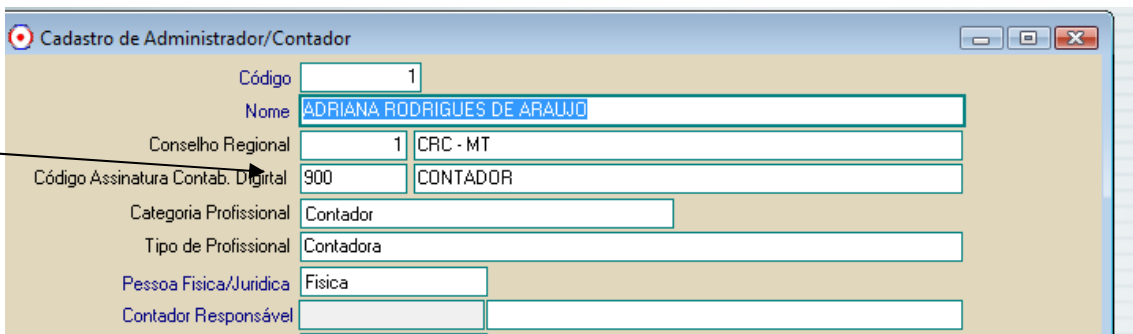 Cadastro de Administrador/Contador
Código 1
Nome ADRIANA RODRIGUES DE ARAUJO
Conselho Regional 1 CRC - MT
Código Assinatura Contab. Digirtal 900 CONTADOR
Categoria Profissional Contador
Tipo de Profissional Contadora
Pessoa Fisica/Juridica Fisica
Contador Responsável